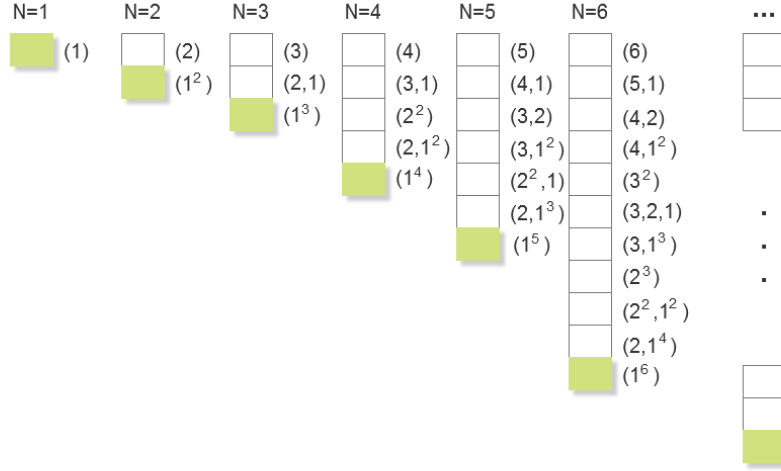 N=1 N=2 N=3 N=4 N=5 N=6 ...
(1) (2) (3) (4) (5) (6)
(1²) (2,1) (3,1) (4,1) (5,1)
(1³) (2²) (3,2) (4,2)
(2,1²) (3,1²) (4,1²)
(1⁴) (2²,1) (3²)
(2,1³) (3,2,1) .
(1⁵) (3,1³) .
(2³) .
(2²,1²)
(2,1⁴)
(1⁶)